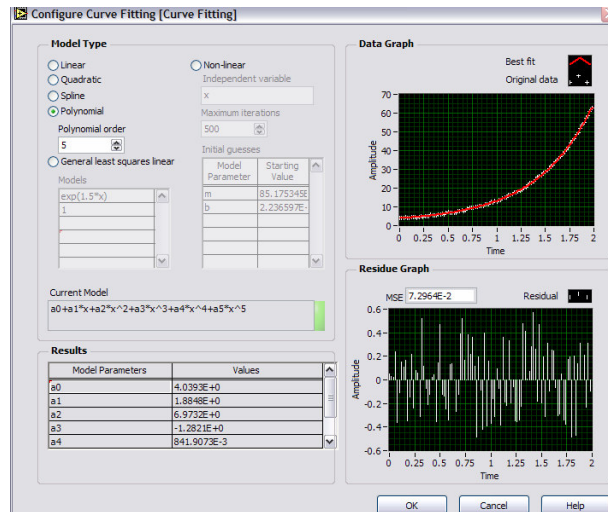 Configure Curve Fitting [Curve Fitting]
Model Type
Linear
Quadratic
Spline
Polynomial
Polynomial order
5
General least squares linear
Models
exp(1.5*x)
1
Non-linear
Independent variable
x
Maximum iterations
500
Initial guesses
Model Parameter
Starting Value
m
85.175345E
b
2.236597E-
Current Model
a0+a1*x+a2*x^2+a3*x^3+a4*x^4+a5*x^5
Results
Model Parameters
Values
a0
4.0393E+0
a1
1.8848E+0
a2
6.9732E+0
a3
-1.2821E+0
a4
841.9073E-3
Data Graph
Best fit
Original data
Amplitude
70
60
50
40
30
20
10
0
0 0.25 0.5 0.75 1 1.25 1.5 1.75 2
Time
Residue Graph
MSE 7.2964E-2
Residual
Amplitude
0.6
0.4
0.2
0
-0.2
-0.4
-0.6
0 0.25 0.5 0.75 1 1.25 1.5 1.75 2
Time
OK
Cancel
Help